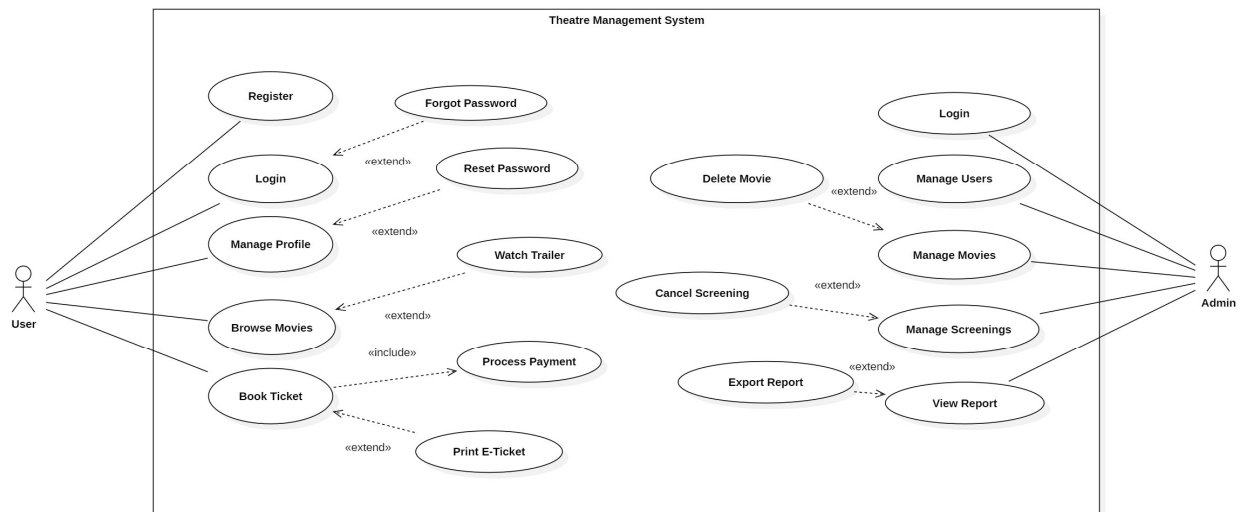 Theatre Management System
Register
Forgot Password
Login
«extend»
Login
Reset Password
Delete Movie
Manage Users
«extend»
«extend»
Manage Profile
Watch Trailer
Manage Movies
User
Admin
Cancel Screening
«extend»
«extend»
Browse Movies
Manage Screenings
«include»
Process Payment
«extend»
Book Ticket
Export Report
View Report
«extend»
Print E-Ticket